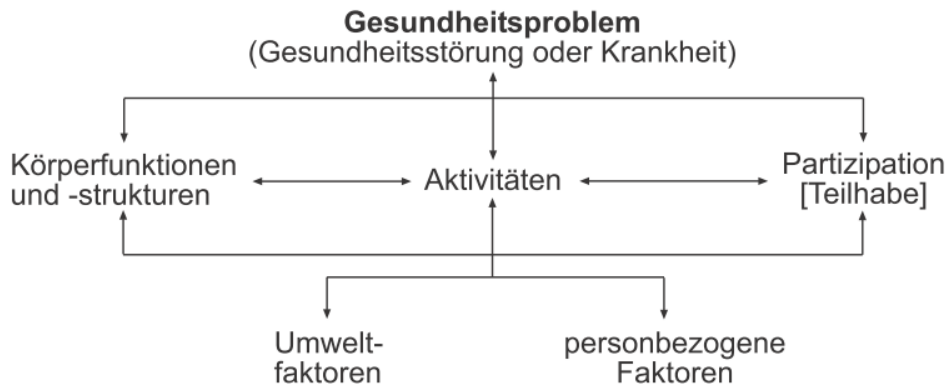 Gesundheitsproblem
(Gesundheitsstörung oder Krankheit)
Körperfunktionen
und -strukturen
Aktivitäten
Partizipation
[Teilhabe]
Umwelt-
faktoren
personbezogene
Faktoren